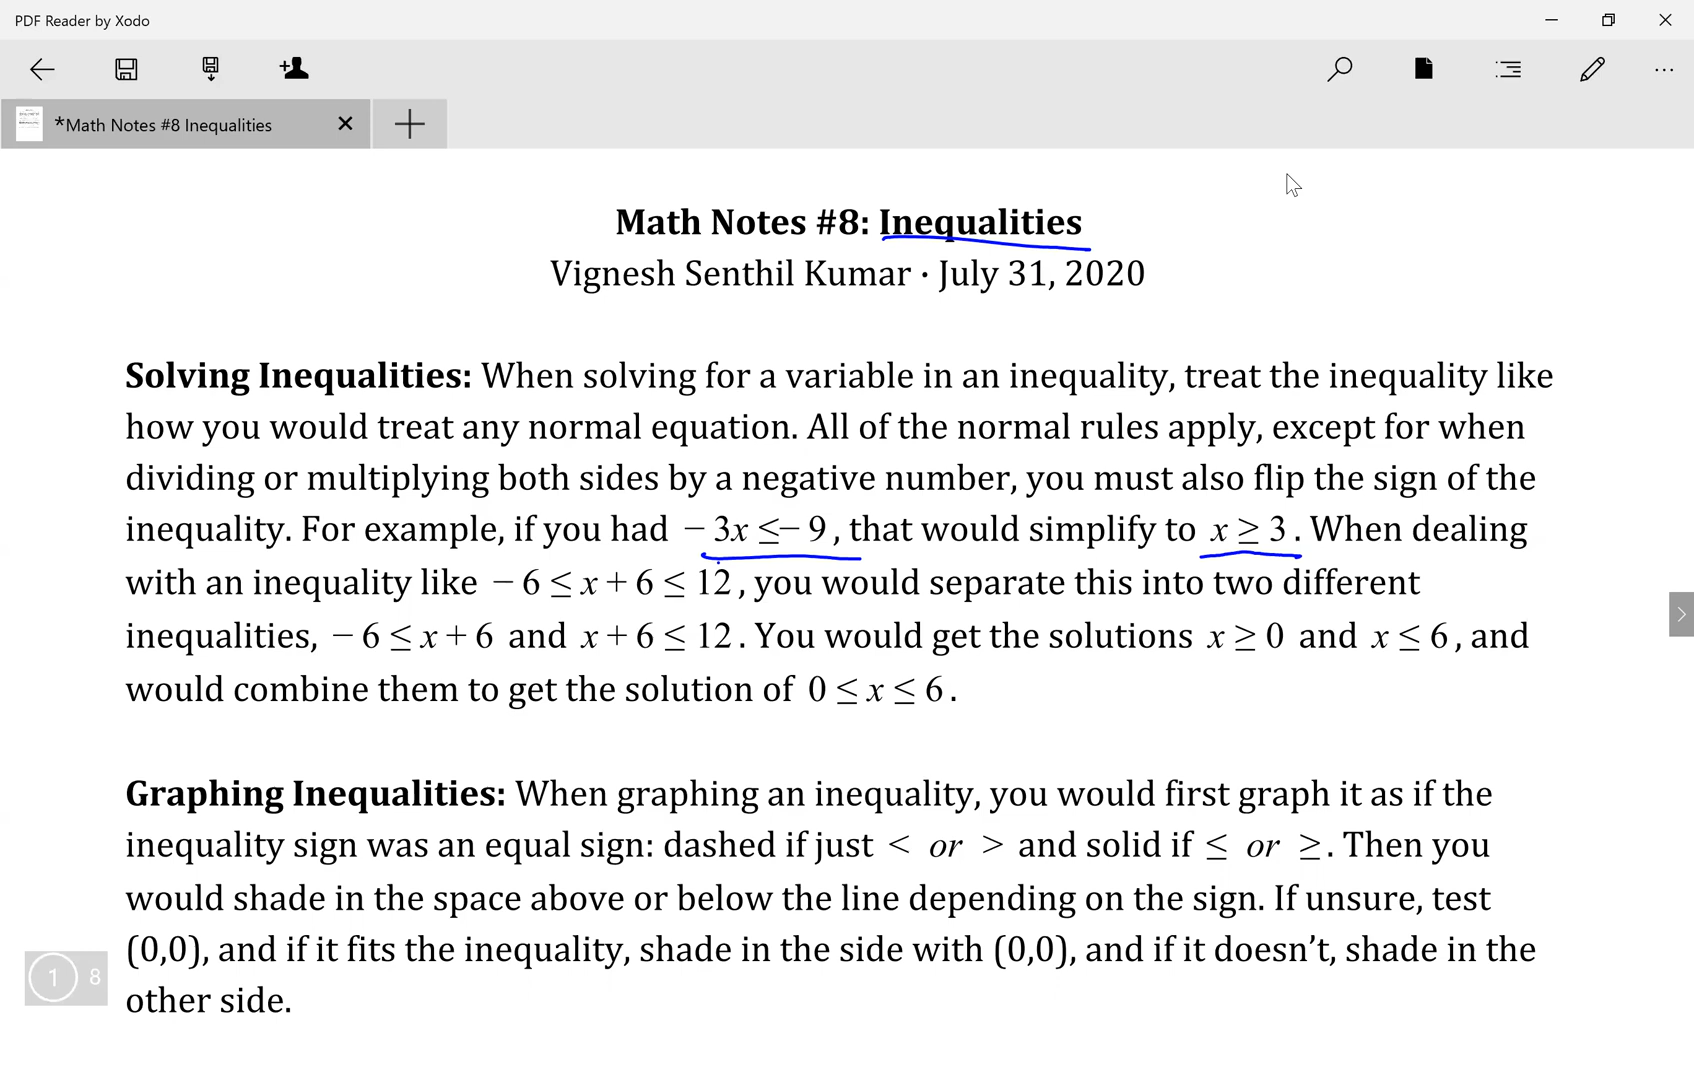 PDF Reader by Xodo
*Math Notes #8 Inequalities
Math Notes #8: Inequalities
Vignesh Senthil Kumar · July 31, 2020
Solving Inequalities: When solving for a variable in an inequality, treat the inequality like
how you would treat any normal equation. All of the normal rules apply, except for when
dividing or multiplying both sides by a negative number, you must also flip the sign of the
inequality. For example, if you had − 3x ≤− 9, that would simplify to x ≥ 3. When dealing
with an inequality like − 6 ≤ x + 6 ≤ 12, you would separate this into two different
inequalities, − 6 ≤ x + 6 and x + 6 ≤ 12. You would get the solutions x ≥ 0 and x ≤ 6, and
would combine them to get the solution of 0 ≤ x ≤ 6.
Graphing Inequalities: When graphing an inequality, you would first graph it as if the
inequality sign was an equal sign: dashed if just < or > and solid if ≤ or ≥. Then you
would shade in the space above or below the line depending on the sign. If unsure, test
(0,0), and if it fits the inequality, shade in the side with (0,0), and if it doesn’t, shade in the
other side.
1 8